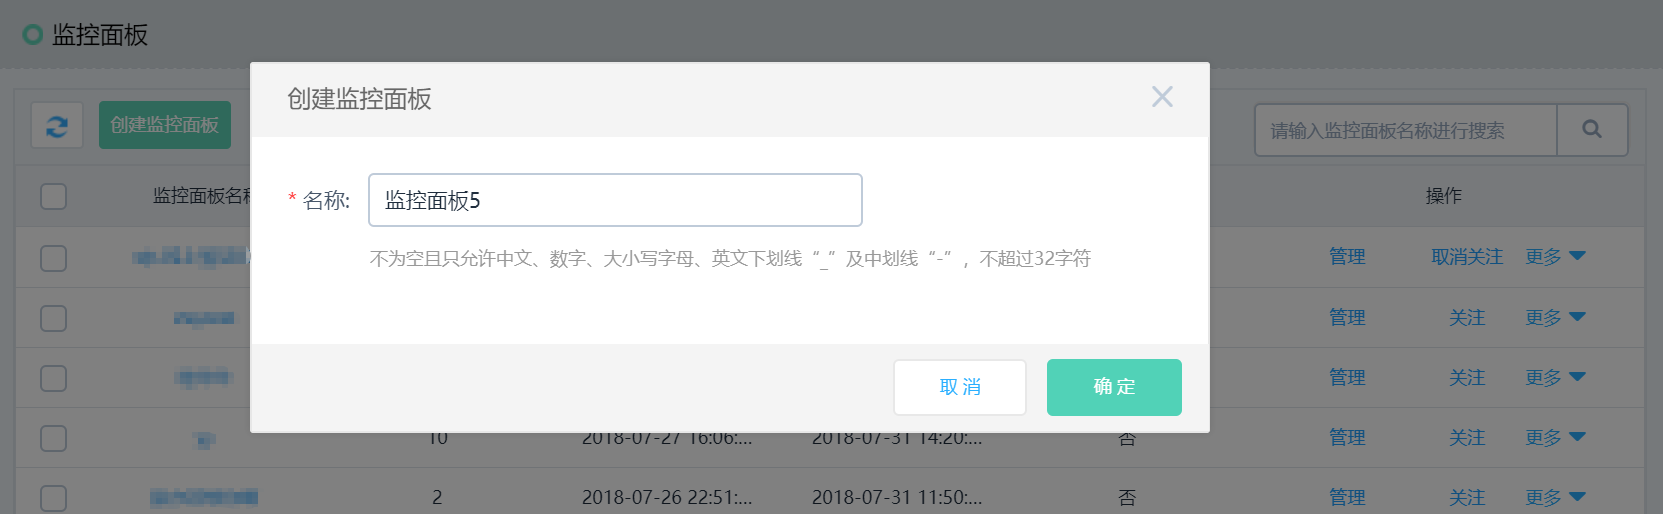 监控面板
创建监控面板
创建监控面板
请输入监控面板名称进行搜索
监控面板名
操作
* 名称: 监控面板5
不为空且只允许中文、数字、大小写字母、英文下划线“_”及中划线“-”，不超过32字符
管理 取消关注 更多
管理 关注 更多
管理 关注 更多
取 消 确 定
10 2018-07-27 16:06:... 2018-07-31 14:20:... 否 管理 关注 更多
2 2018-07-26 22:51:... 2018-07-31 11:50:... 否 管理 关注 更多